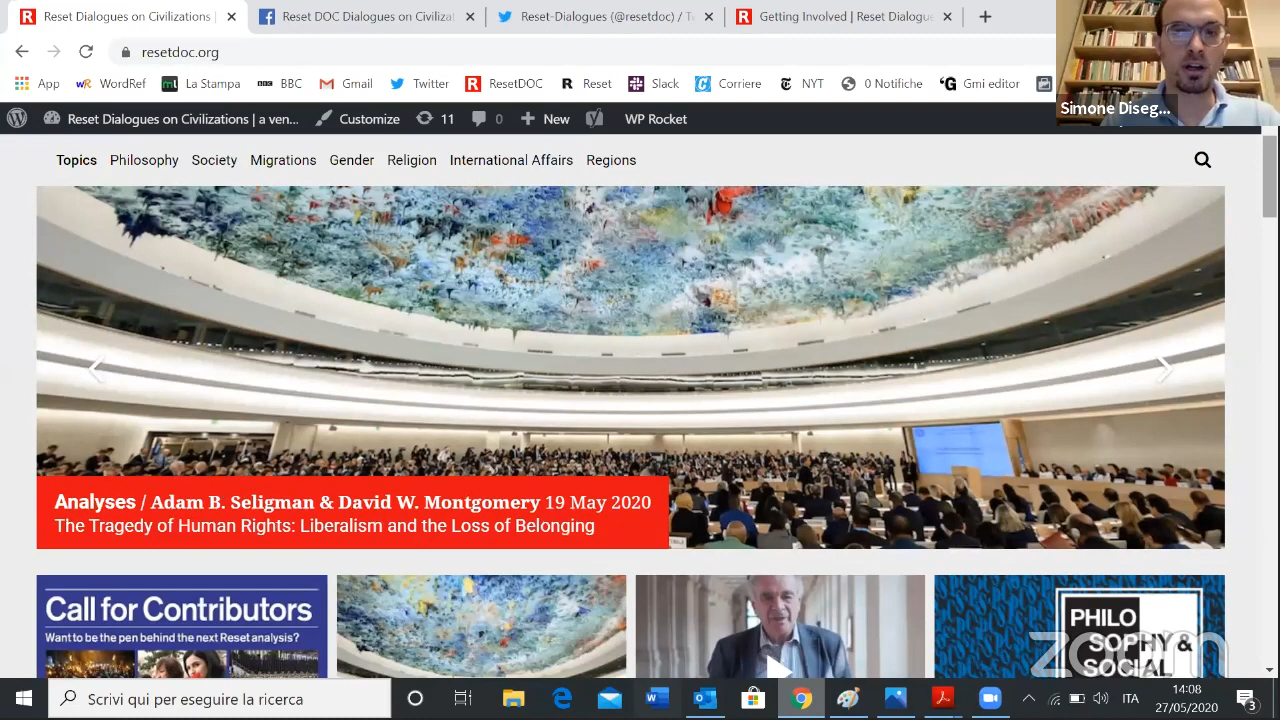 Reset Dialogues on Civilizations |
Reset DOC Dialogues on civilizat
Reset-Dialogues (@resetdoc) / Tw
Getting Involved | Reset Dialogue
resetdoc.org
App
WordRef
La Stampa
BBC
Gmail
Twitter
ResetDOC
Reset
Slack
Corriere
NYT
0 Notifiche
Gmi editor
Simone Diseg...
Reset Dialogues on Civilizations | a ven...
Customize
11
0
New
WP Rocket
Topics
Philosophy
Society
Migrations
Gender
Religion
International Affairs
Regions
Analyses / Adam B. Seligman & David W. Montgomery 19 May 2020
The Tragedy of Human Rights: Liberalism and the Loss of Belonging
Call for Contributors
Want to be the pen behind the next Reset analysis?
PHILO
SOPHY &
SOCIAL
zoom
Scrivi qui per eseguire la ricerca
ITA
14:08
27/05/2020
3